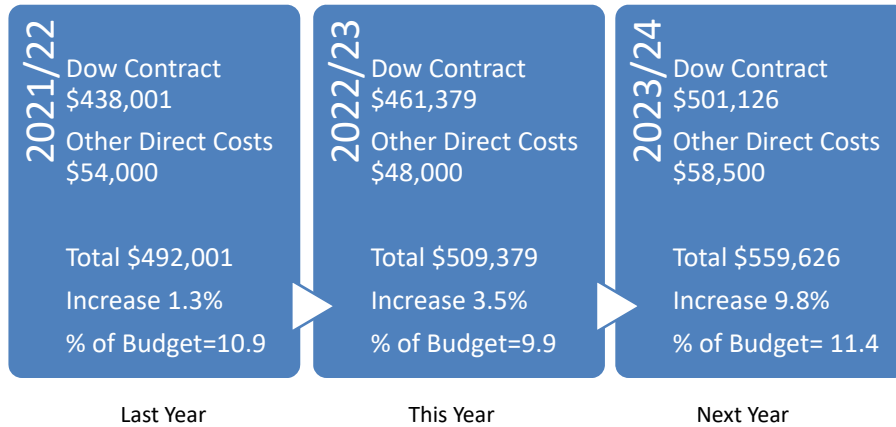 2021/22
Dow Contract
$438,001
Other Direct Costs
$54,000
Total $492,001
Increase 1.3%
% of Budget=10.9
2022/23
Dow Contract
$461,379
Other Direct Costs
$48,000
Total $509,379
Increase 3.5%
% of Budget=9.9
2023/24
Dow Contract
$501,126
Other Direct Costs
$58,500
Total $559,626
Increase 9.8%
% of Budget= 11.4
Last Year
This Year
Next Year